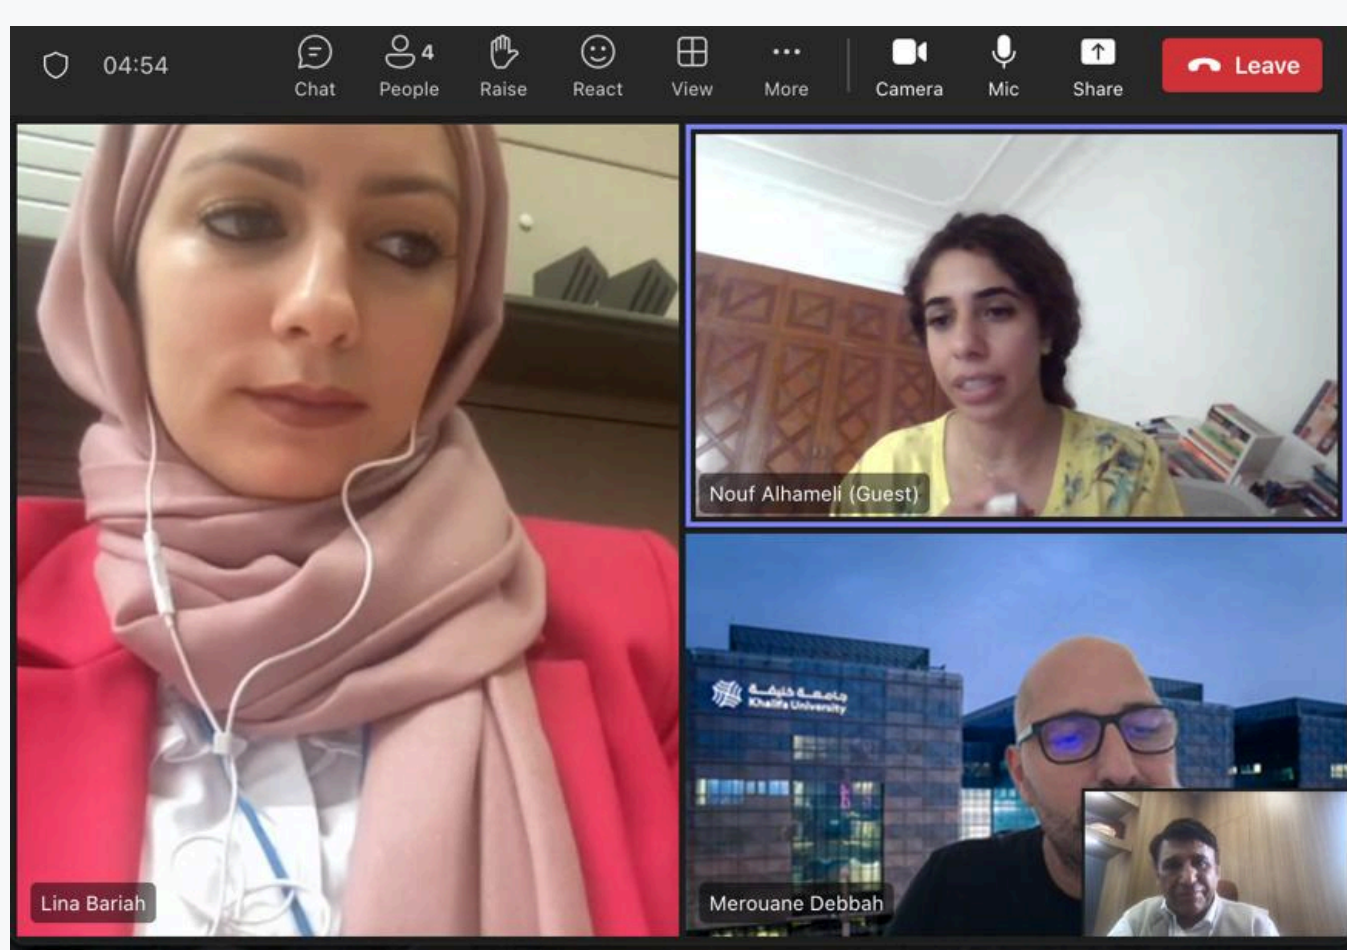 04:54
Chat
People 4
Raise
React
View
More
Camera
Mic
Share
Leave
Nouf Alhameli (Guest)
جامعة خليفة
Khalifa University
Lina Bariah
Merouane Debbah